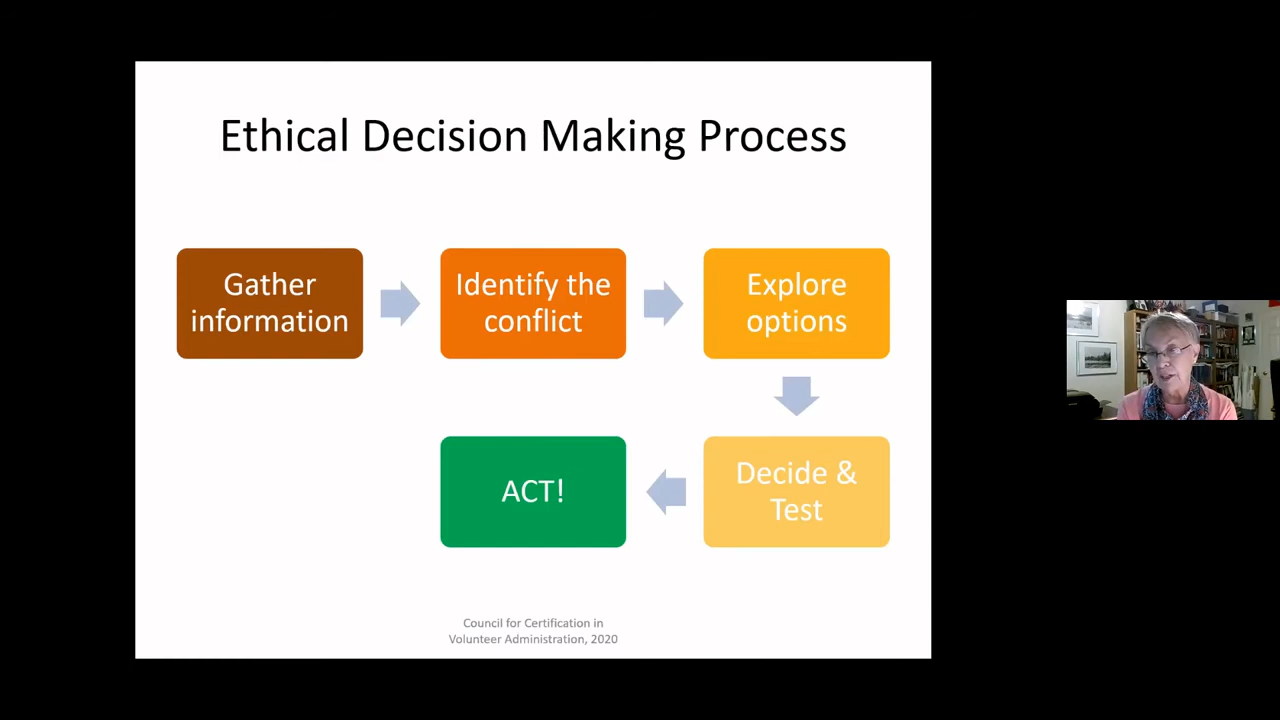 Ethical Decision Making Process
Gather
information
Identify the
conflict
Explore
options
Decide &
Test
ACT!
Council for Certification in
Volunteer Administration, 2020